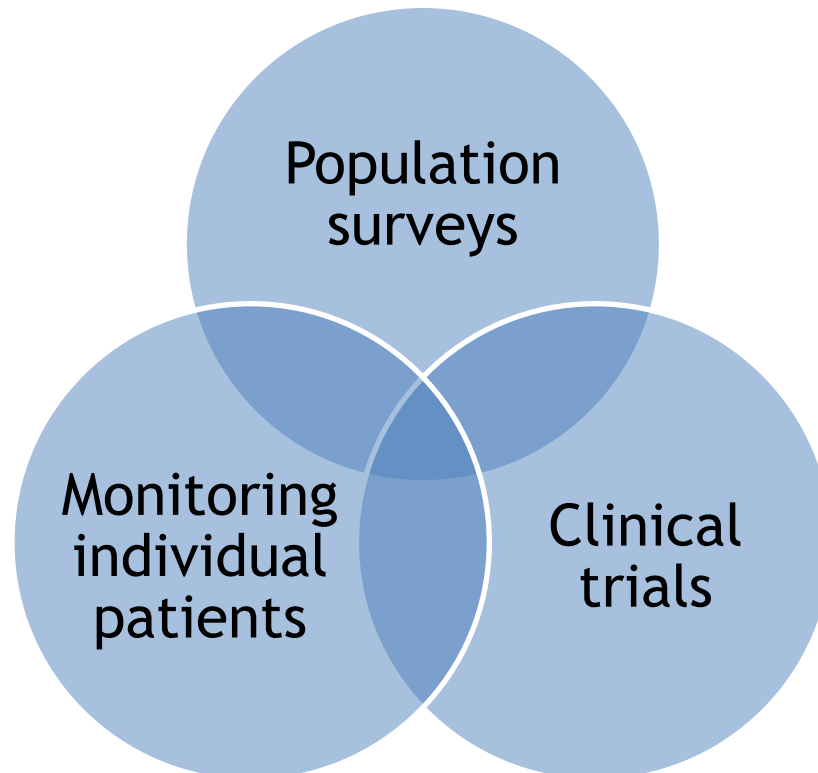 Population
surveys
Monitoring
individual
patients
Clinical
trials